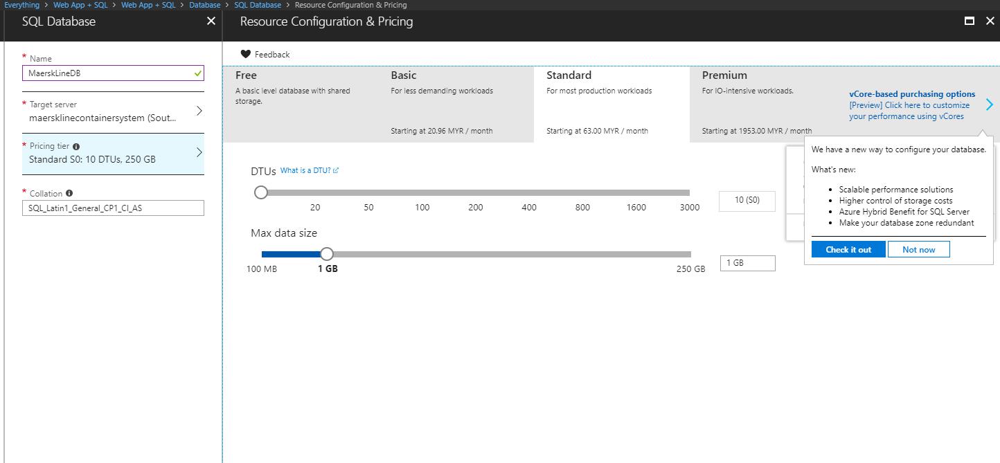 Everything > Web App + SQL > Web App + SQL > Database > SQL Database > Resource Configuration & Pricing
SQL Database
Resource Configuration & Pricing
* Name
MaerskLineDB
* Target server
maersklinecontainersystem (Sout...
* Pricing tier
Standard S0: 10 DTUs, 250 GB
* Collation
SQL_Latin1_General_CP1_CI_AS
Feedback
Free
A basic level database with shared
storage.
Basic
For less demanding workloads
Starting at 20.96 MYR / month
Standard
For most production workloads
Starting at 63.00 MYR / month
Premium
For IO-intensive workloads.
Starting at 1953.00 MYR / month
vCore-based purchasing options
[Preview] Click here to customize
your performance using vCores
We have a new way to configure your database.
What's new:
• Scalable performance solutions
• Higher control of storage costs
• Azure Hybrid Benefit for SQL Server
• Make your database zone redundant
Check it out
Not now
DTUs What is a DTU?
20 50 100 200 400 800 1600 3000
10 (S0)
Max data size
100 MB 1 GB 250 GB
1 GB